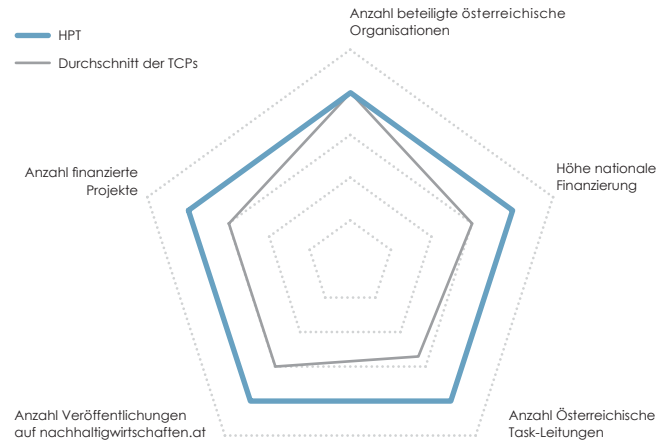 Anzahl beteiligte österreichische
Organisationen
HPT
Durchschnitt der TCPs
Anzahl finanzierte
Projekte
Höhe nationale
Finanzierung
Anzahl Veröffentlichungen
auf nachhaltigwirtschaften.at
Anzahl Österreichische
Task-Leitungen